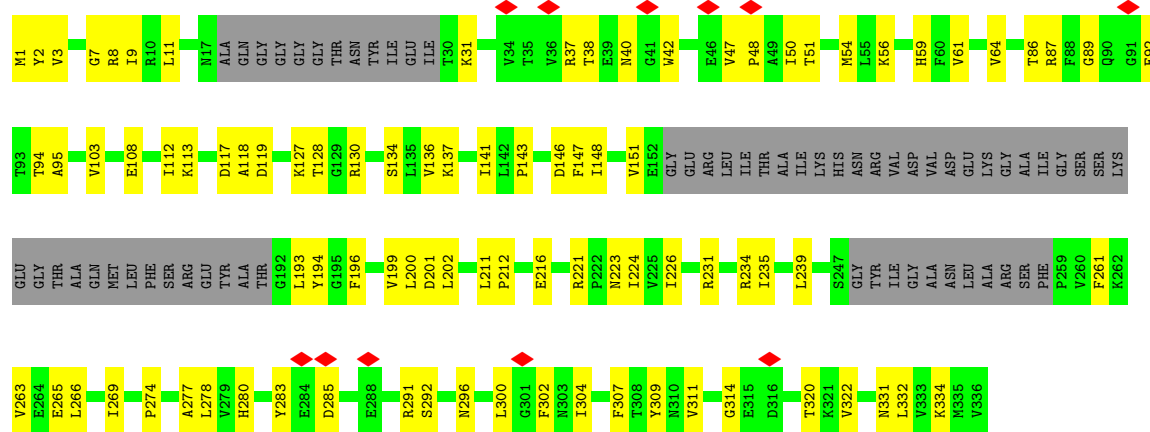 M1 Y2 V3 G7 R8 I9 R10 L11 N17 ALA GLN GLY GLY GLY GLY THR ASN TYR ILE GLU ILE T30 K31 V34 T35 V36 R37 T38 E39 N40 G41 W42 E46 V47 P48 A49 I50 T51 M54 L55 K56 H59 F60 V61 V64 T86 R87 F88 G89 Q90 G91 E92
T93 T94 A95 V103 E108 I112 K113 D117 A118 D119 K127 T128 G129 R130 S134 L135 V136 K137 I141 L142 P143 D146 F147 I148 V151 E152 GLY GLU ARG LEU ILE THR ALA ILE LYS HIS ASN ARG VAL ASP VAL ASP GLU LYS GLY ALA ILE GLY SER SER LYS
GLU GLY THR ALA GLN MET LEU PHE SER ARG GLU TYR ALA THR G192 L193 Y194 G195 F196 V199 L200 D201 L202 L211 P212 E216 R221 P222 N223 I224 V225 I226 R231 R234 I235 L239 S247 GLY TYR ILE GLY ALA ASN LEU ALA ARG SER PHE P259 V260 F261 K262
V263 E264 E265 L266 I269 P274 A277 L278 V279 H280 Y283 E284 D285 E288 R291 S292 N296 L300 G301 F302 N303 I304 F307 T308 Y309 N310 V311 G314 E315 D316 T320 K321 V322 N331 L332 V333 K334 M335 V336